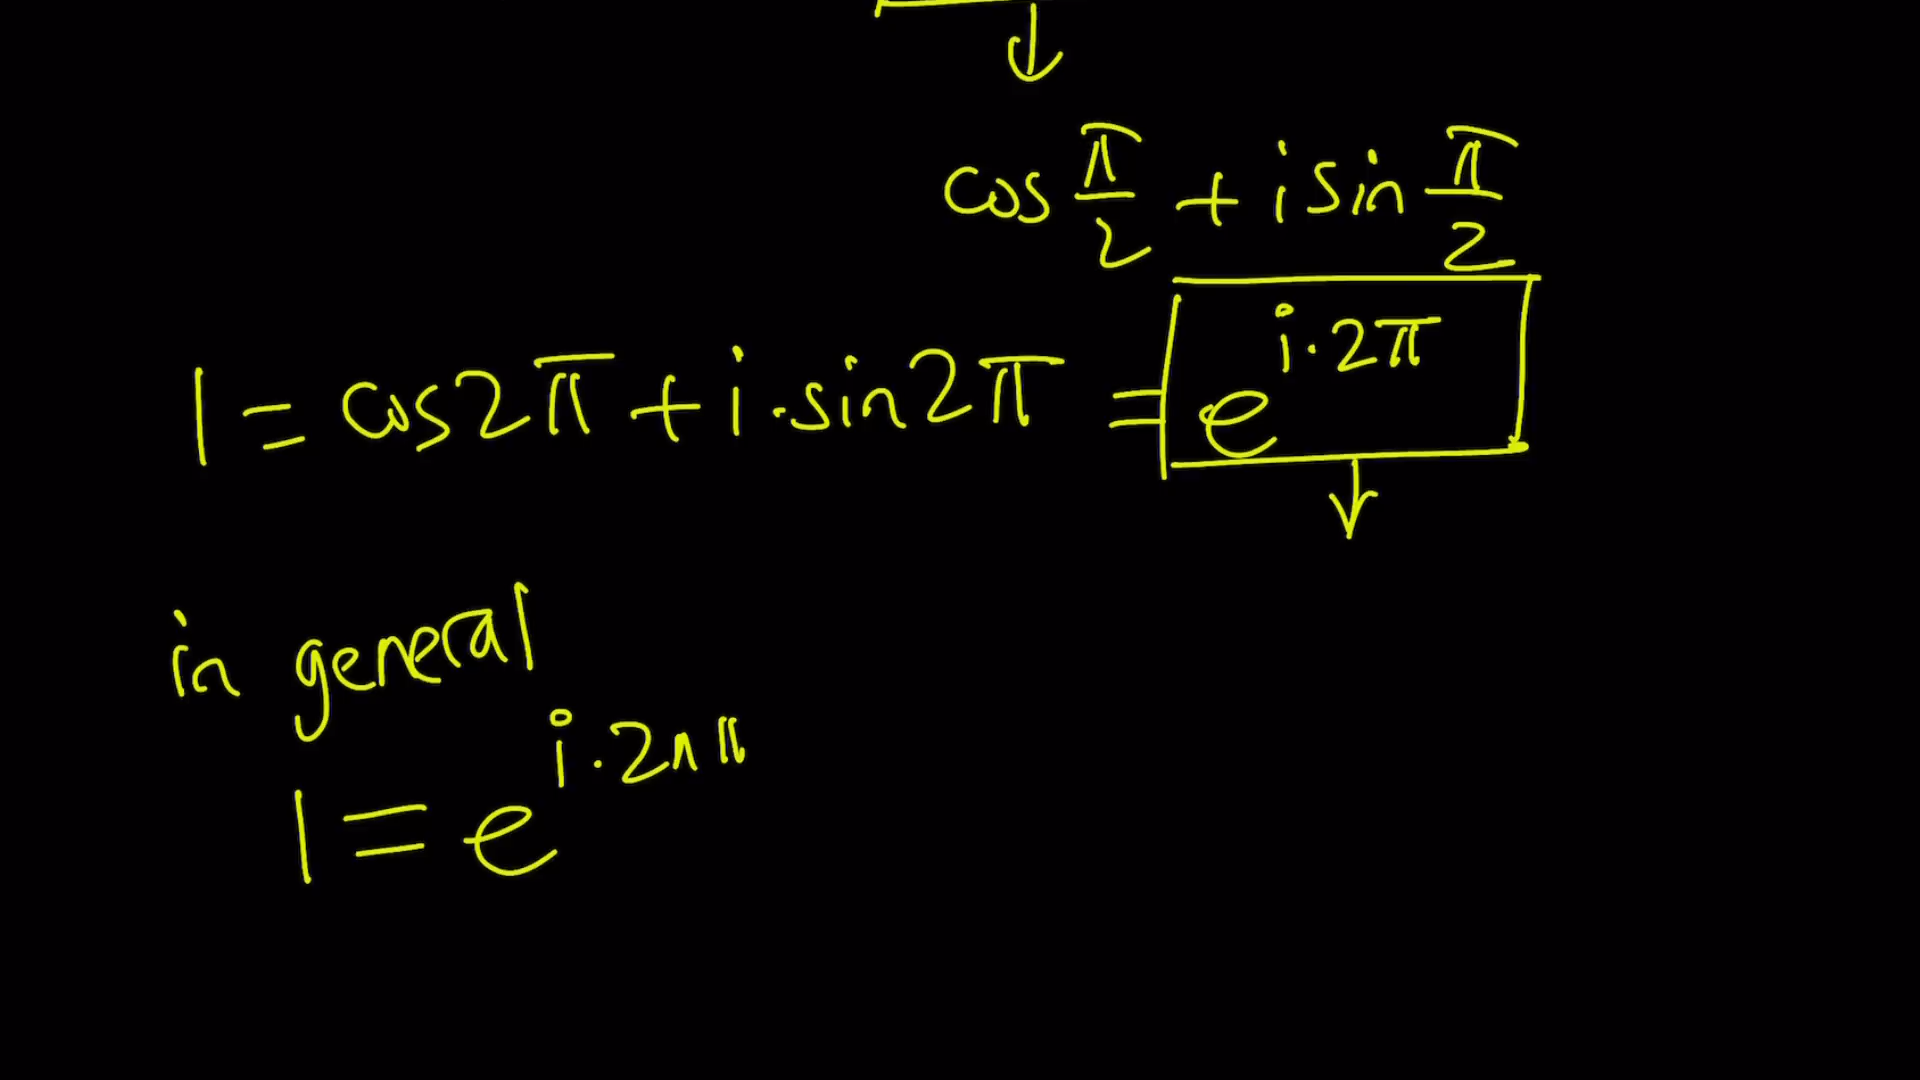 cos π/2 + i sin π/2
1 = cos2π + i·sin2π = e^{i·2π}
in general
1 = e^{i·2nπ}